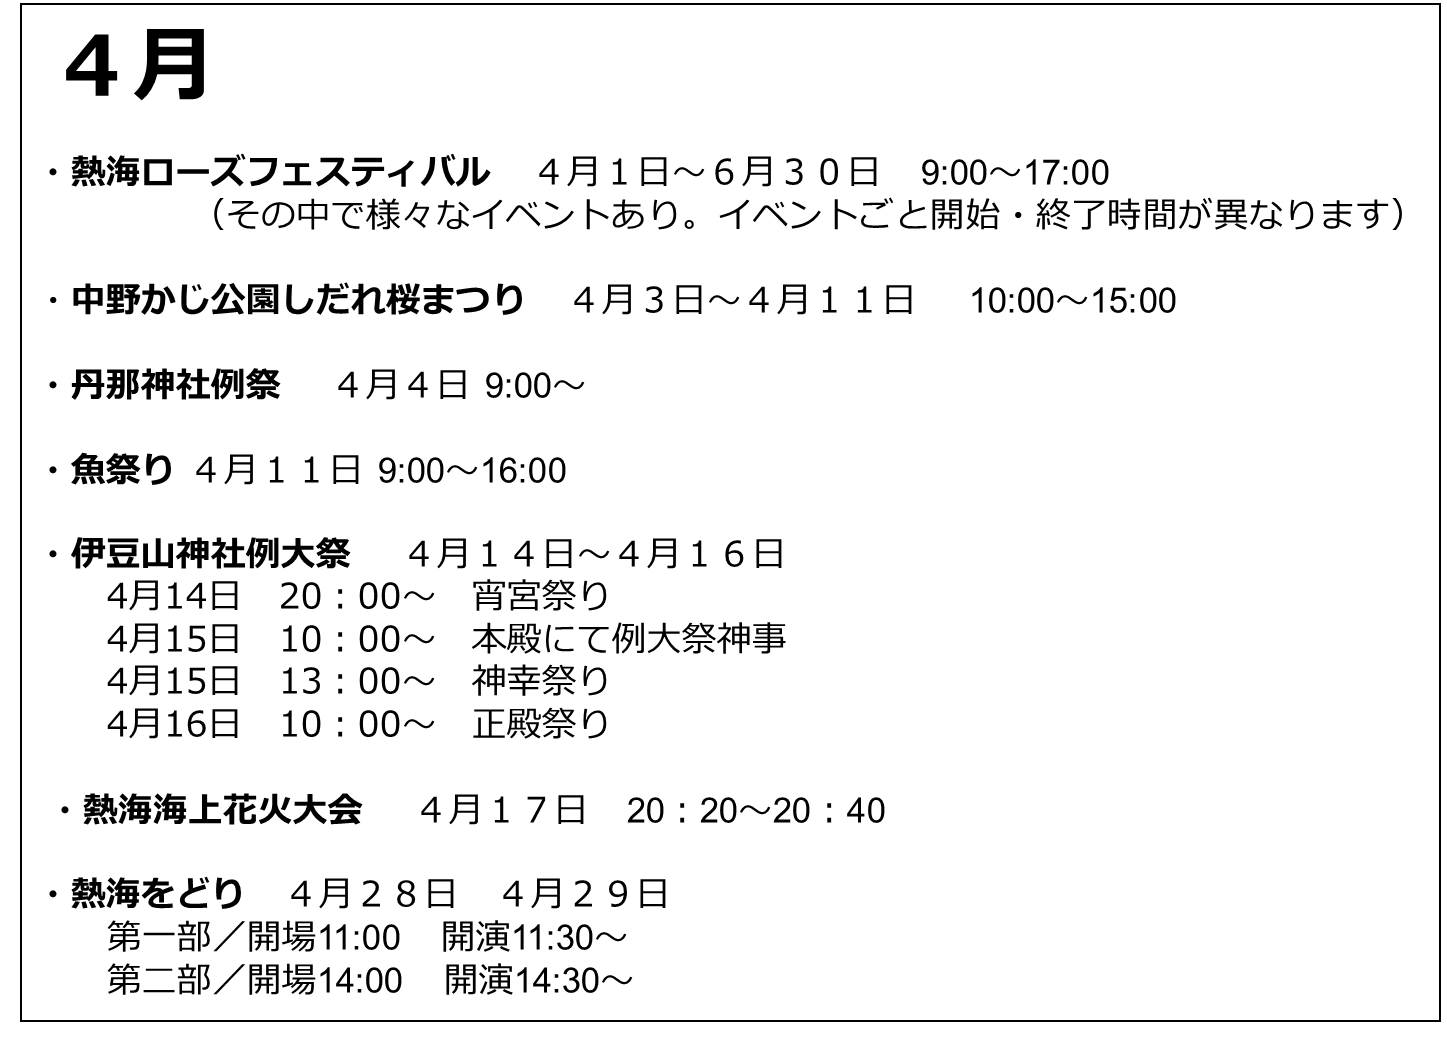 ４月
・熱海ローズフェスティバル　４月１日～６月３０日　9:00～17:00
（その中で様々なイベントあり。イベントごと開始・終了時間が異なります）
・中野かじ公園しだれ桜まつり　４月３日～４月１１日　10:00～15:00
・丹那神社例祭　４月４日 9:00～
・魚祭り ４月１１日 9:00～16:00
・伊豆山神社例大祭　４月１４日～４月１６日
4月14日　20：00～　宵宮祭り
4月15日　10：00～　本殿にて例大祭神事
4月15日　13：00～　神幸祭り
4月16日　10：00～　正殿祭り
・熱海海上花火大会　４月１７日　20：20～20：40
・熱海をどり　４月２８日　４月２９日
第一部／開場11:00　開演11:30～
第二部／開場14:00　開演14:30～